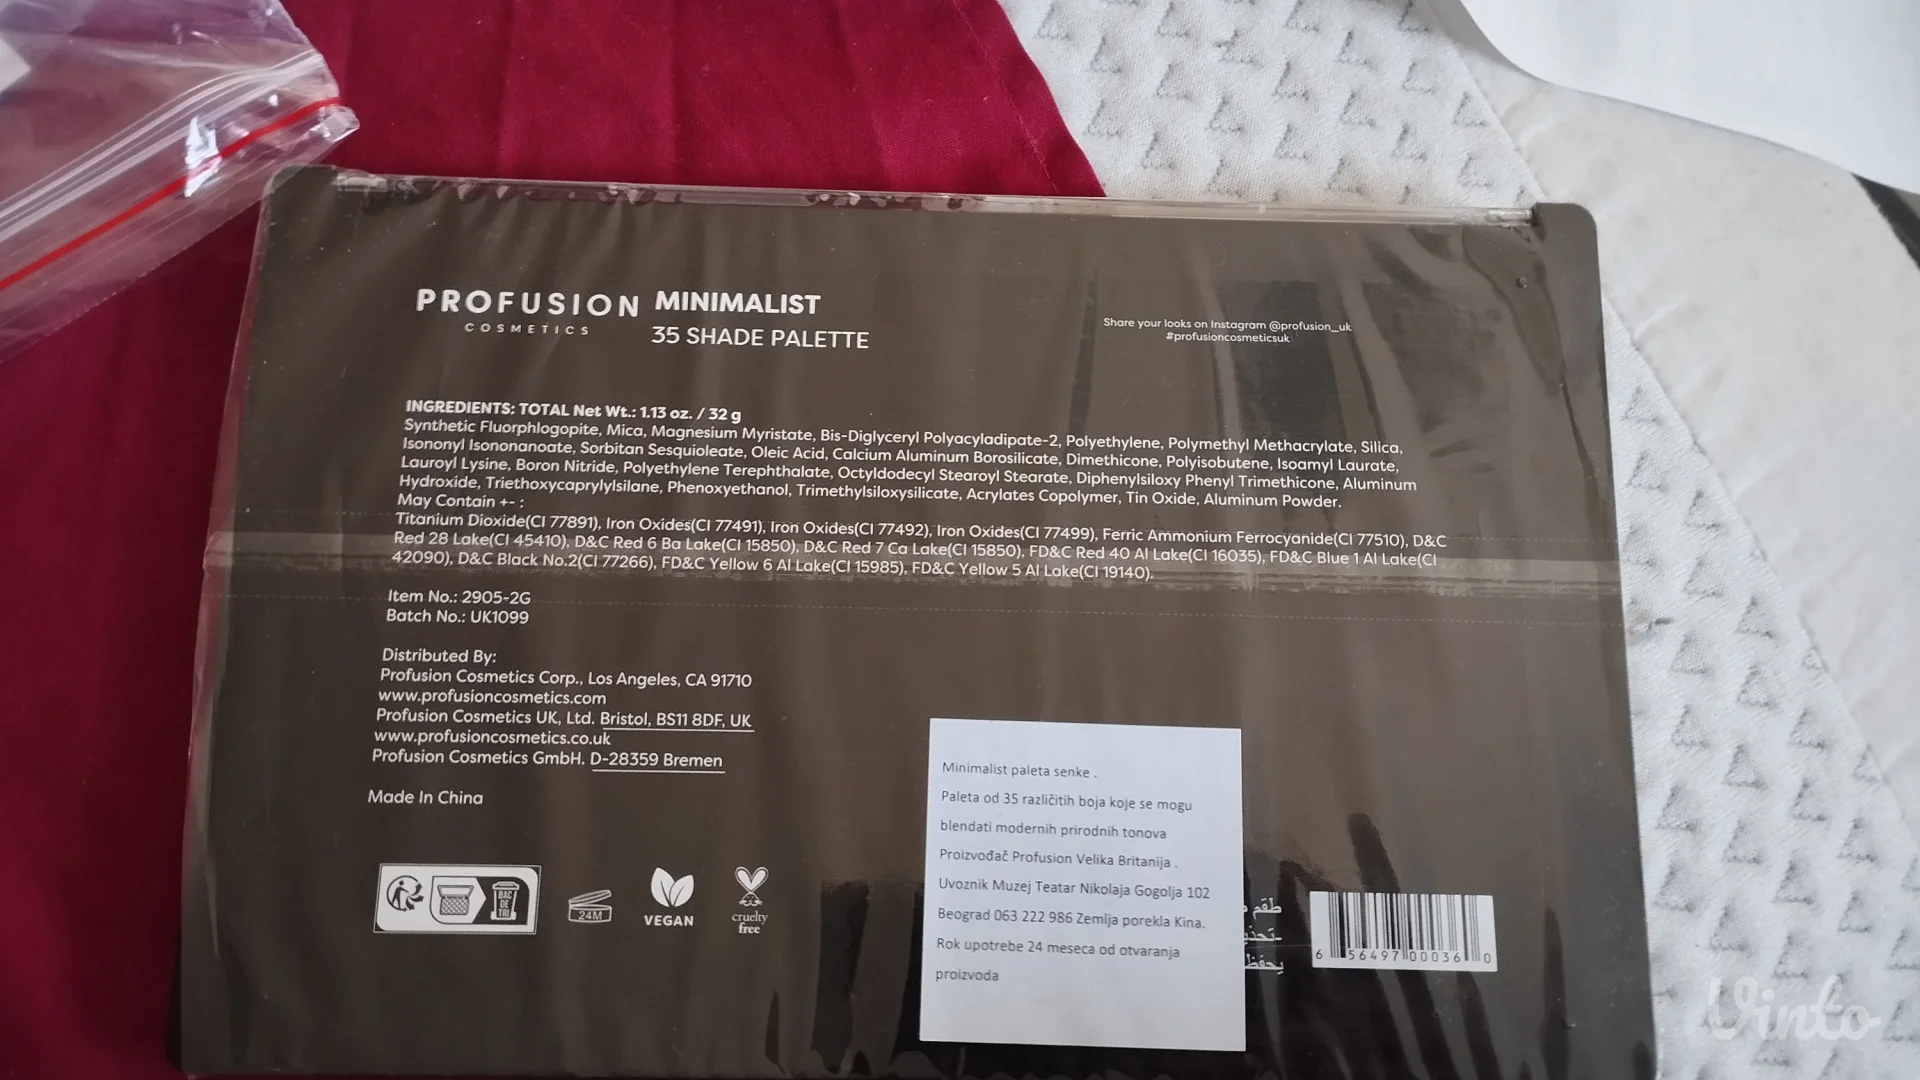 PROFUSION
COSMETICS
MINIMALIST
35 SHADE PALETTE
Share your looks on Instagram @profusion_uk
#profusioncosmeticsuk
INGREDIENTS: TOTAL Net Wt.: 1.13 oz. / 32 g
Synthetic Fluorphlogopite, Mica, Magnesium Myristate, Bis-Diglyceryl Polyacyladipate-2, Polyethylene, Polymethyl Methacrylate, Silica,
Isononyl Isononanoate, Sorbitan Sesquioleate, Oleic Acid, Calcium Aluminum Borosilicate, Dimethicone, Polyisobutene, Isoamyl Laurate,
Lauroyl Lysine, Boron Nitride, Polyethylene Terephthalate, Octyldodecyl Stearoyl Stearate, Diphenylsiloxy Phenyl Trimethicone, Aluminum
Hydroxide, Triethoxycaprylylsilane, Phenoxyethanol, Trimethylsiloxysilicate, Acrylates Copolymer, Tin Oxide, Aluminum Powder.
May Contain +- :
Titanium Dioxide(CI 77891), Iron Oxides(CI 77491), Iron Oxides(CI 77492), Iron Oxides(CI 77499), Ferric Ammonium Ferrocyanide(CI 77510), D&C
Red 28 Lake(CI 45410), D&C Red 6 Ba Lake(CI 15850), D&C Red 7 Ca Lake(CI 15850), FD&C Red 40 Al Lake(CI 16035), FD&C Blue 1 Al Lake(CI
42090), D&C Black No.2(CI 77266), FD&C Yellow 6 Al Lake(CI 15985), FD&C Yellow 5 Al Lake(CI 19140).
Item No.: 2905-2G
Batch No.: UK1099
Distributed By:
Profusion Cosmetics Corp., Los Angeles, CA 91710
www.profusioncosmetics.com
Profusion Cosmetics UK, Ltd. Bristol, BS11 8DF, UK
www.profusioncosmetics.co.uk
Profusion Cosmetics GmbH. D-28359 Bremen
Made In China
BAC
DE
TRI
24M
VEGAN
cruelty
free
Minimalist paleta senke .
Paleta od 35 različitih boja koje se mogu
blendati modernih prirodnih tonova
Proizvođač Profusion Velika Britanija .
Uvoznik Muzej Teatar Nikolaja Gogolja 102
Beograd 063 222 986 Zemlja porekla Kina.
Rok upotrebe 24 meseca od otvaranja
proizvoda
طقم
6 56497 00036 0
Vinto